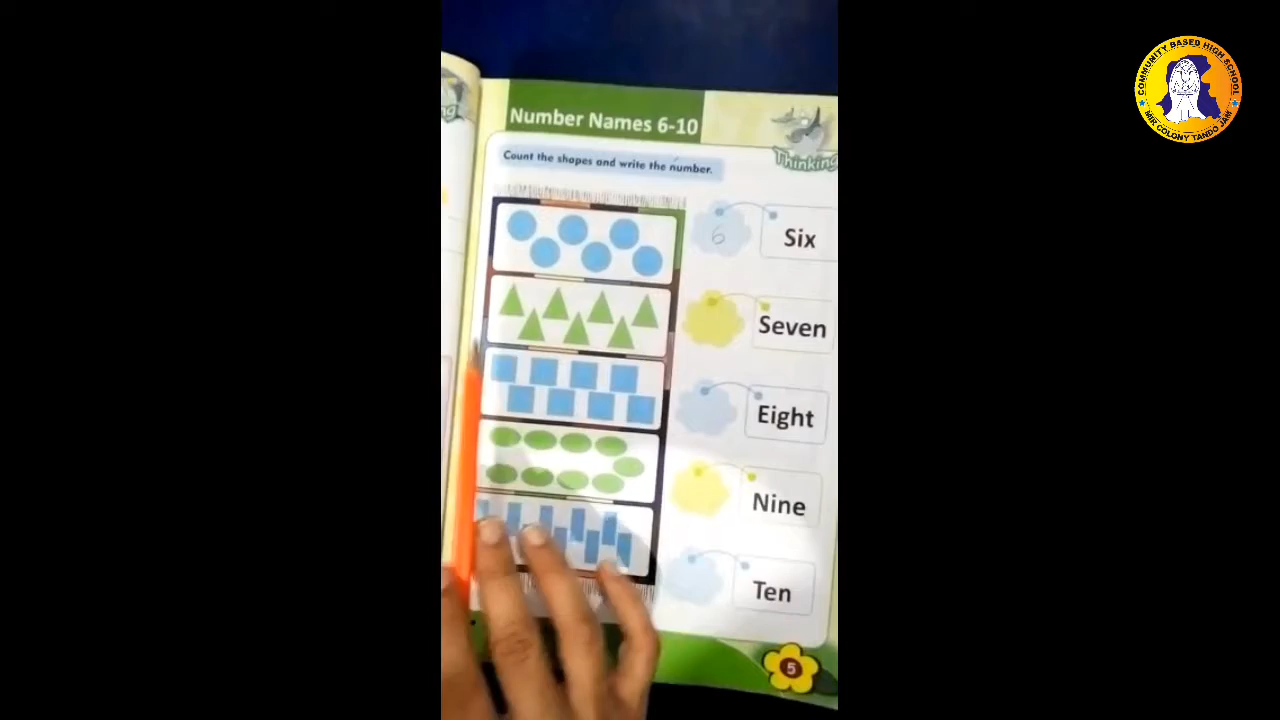 COMMUNITY BASED HIGH SCHOOL
MIR COLONY TANDO JAM
Number Names 6-10
Thinking
Count the shapes and write the number.
6
Six
Seven
Eight
Nine
Ten
5